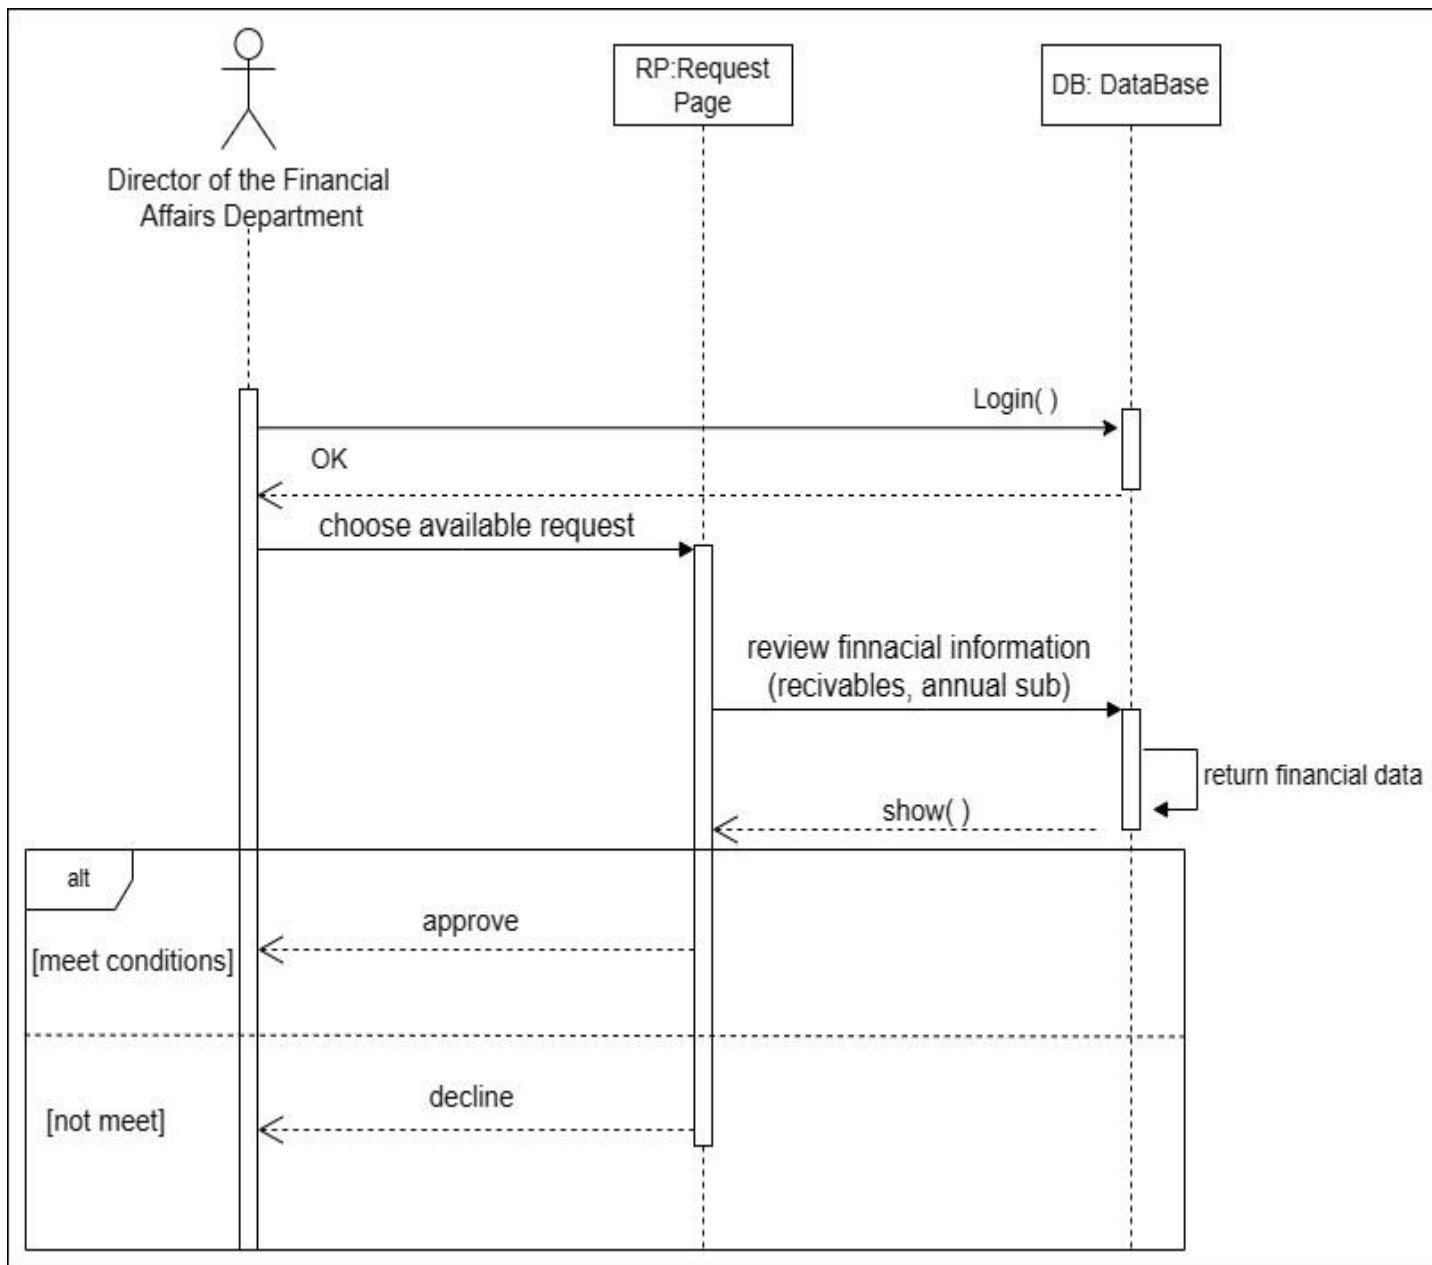 RP:Request
Page
DB: DataBase
Director of the Financial
Affairs Department
Login( )
OK
choose available request
review finnacial information
(recivables, annual sub)
return financial data
show( )
alt
approve
[meet conditions]
decline
[not meet]